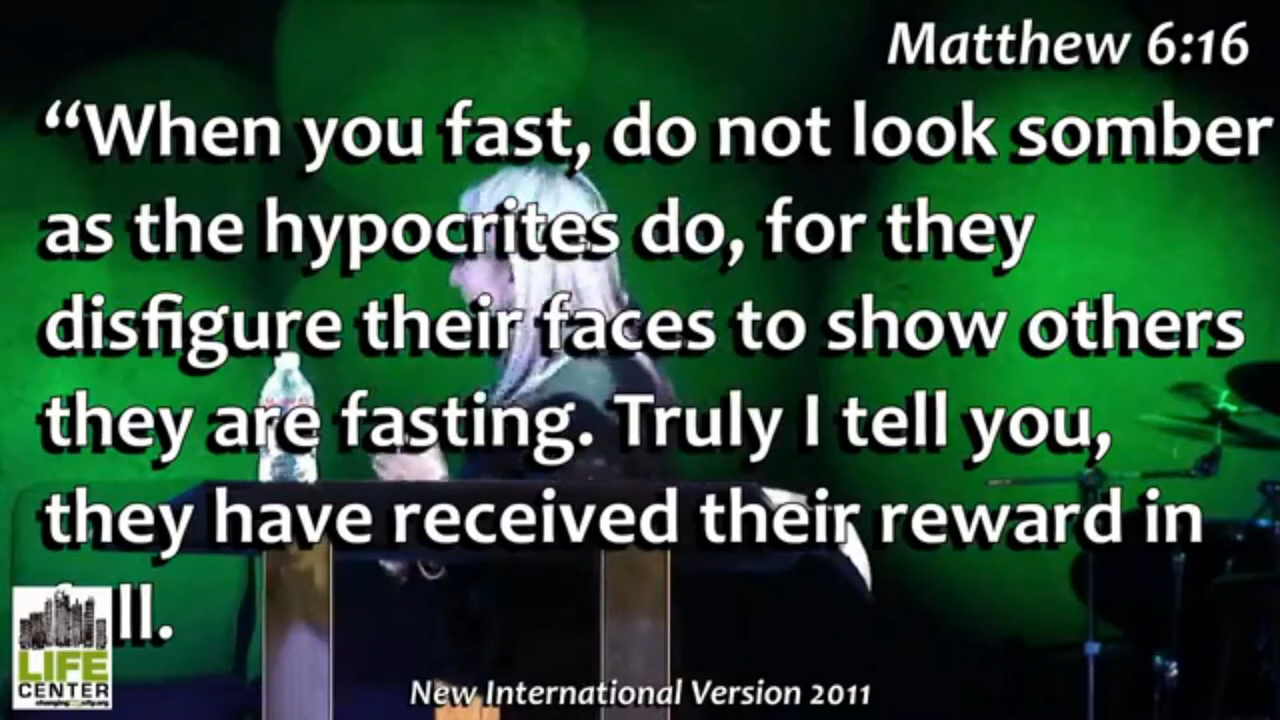 Matthew 6:16
“When you fast, do not look somber
as the hypocrites do, for they
disfigure their faces to show others
they are fasting. Truly I tell you,
they have received their reward in
ll.
LIFE
CENTER
New International Version 2011